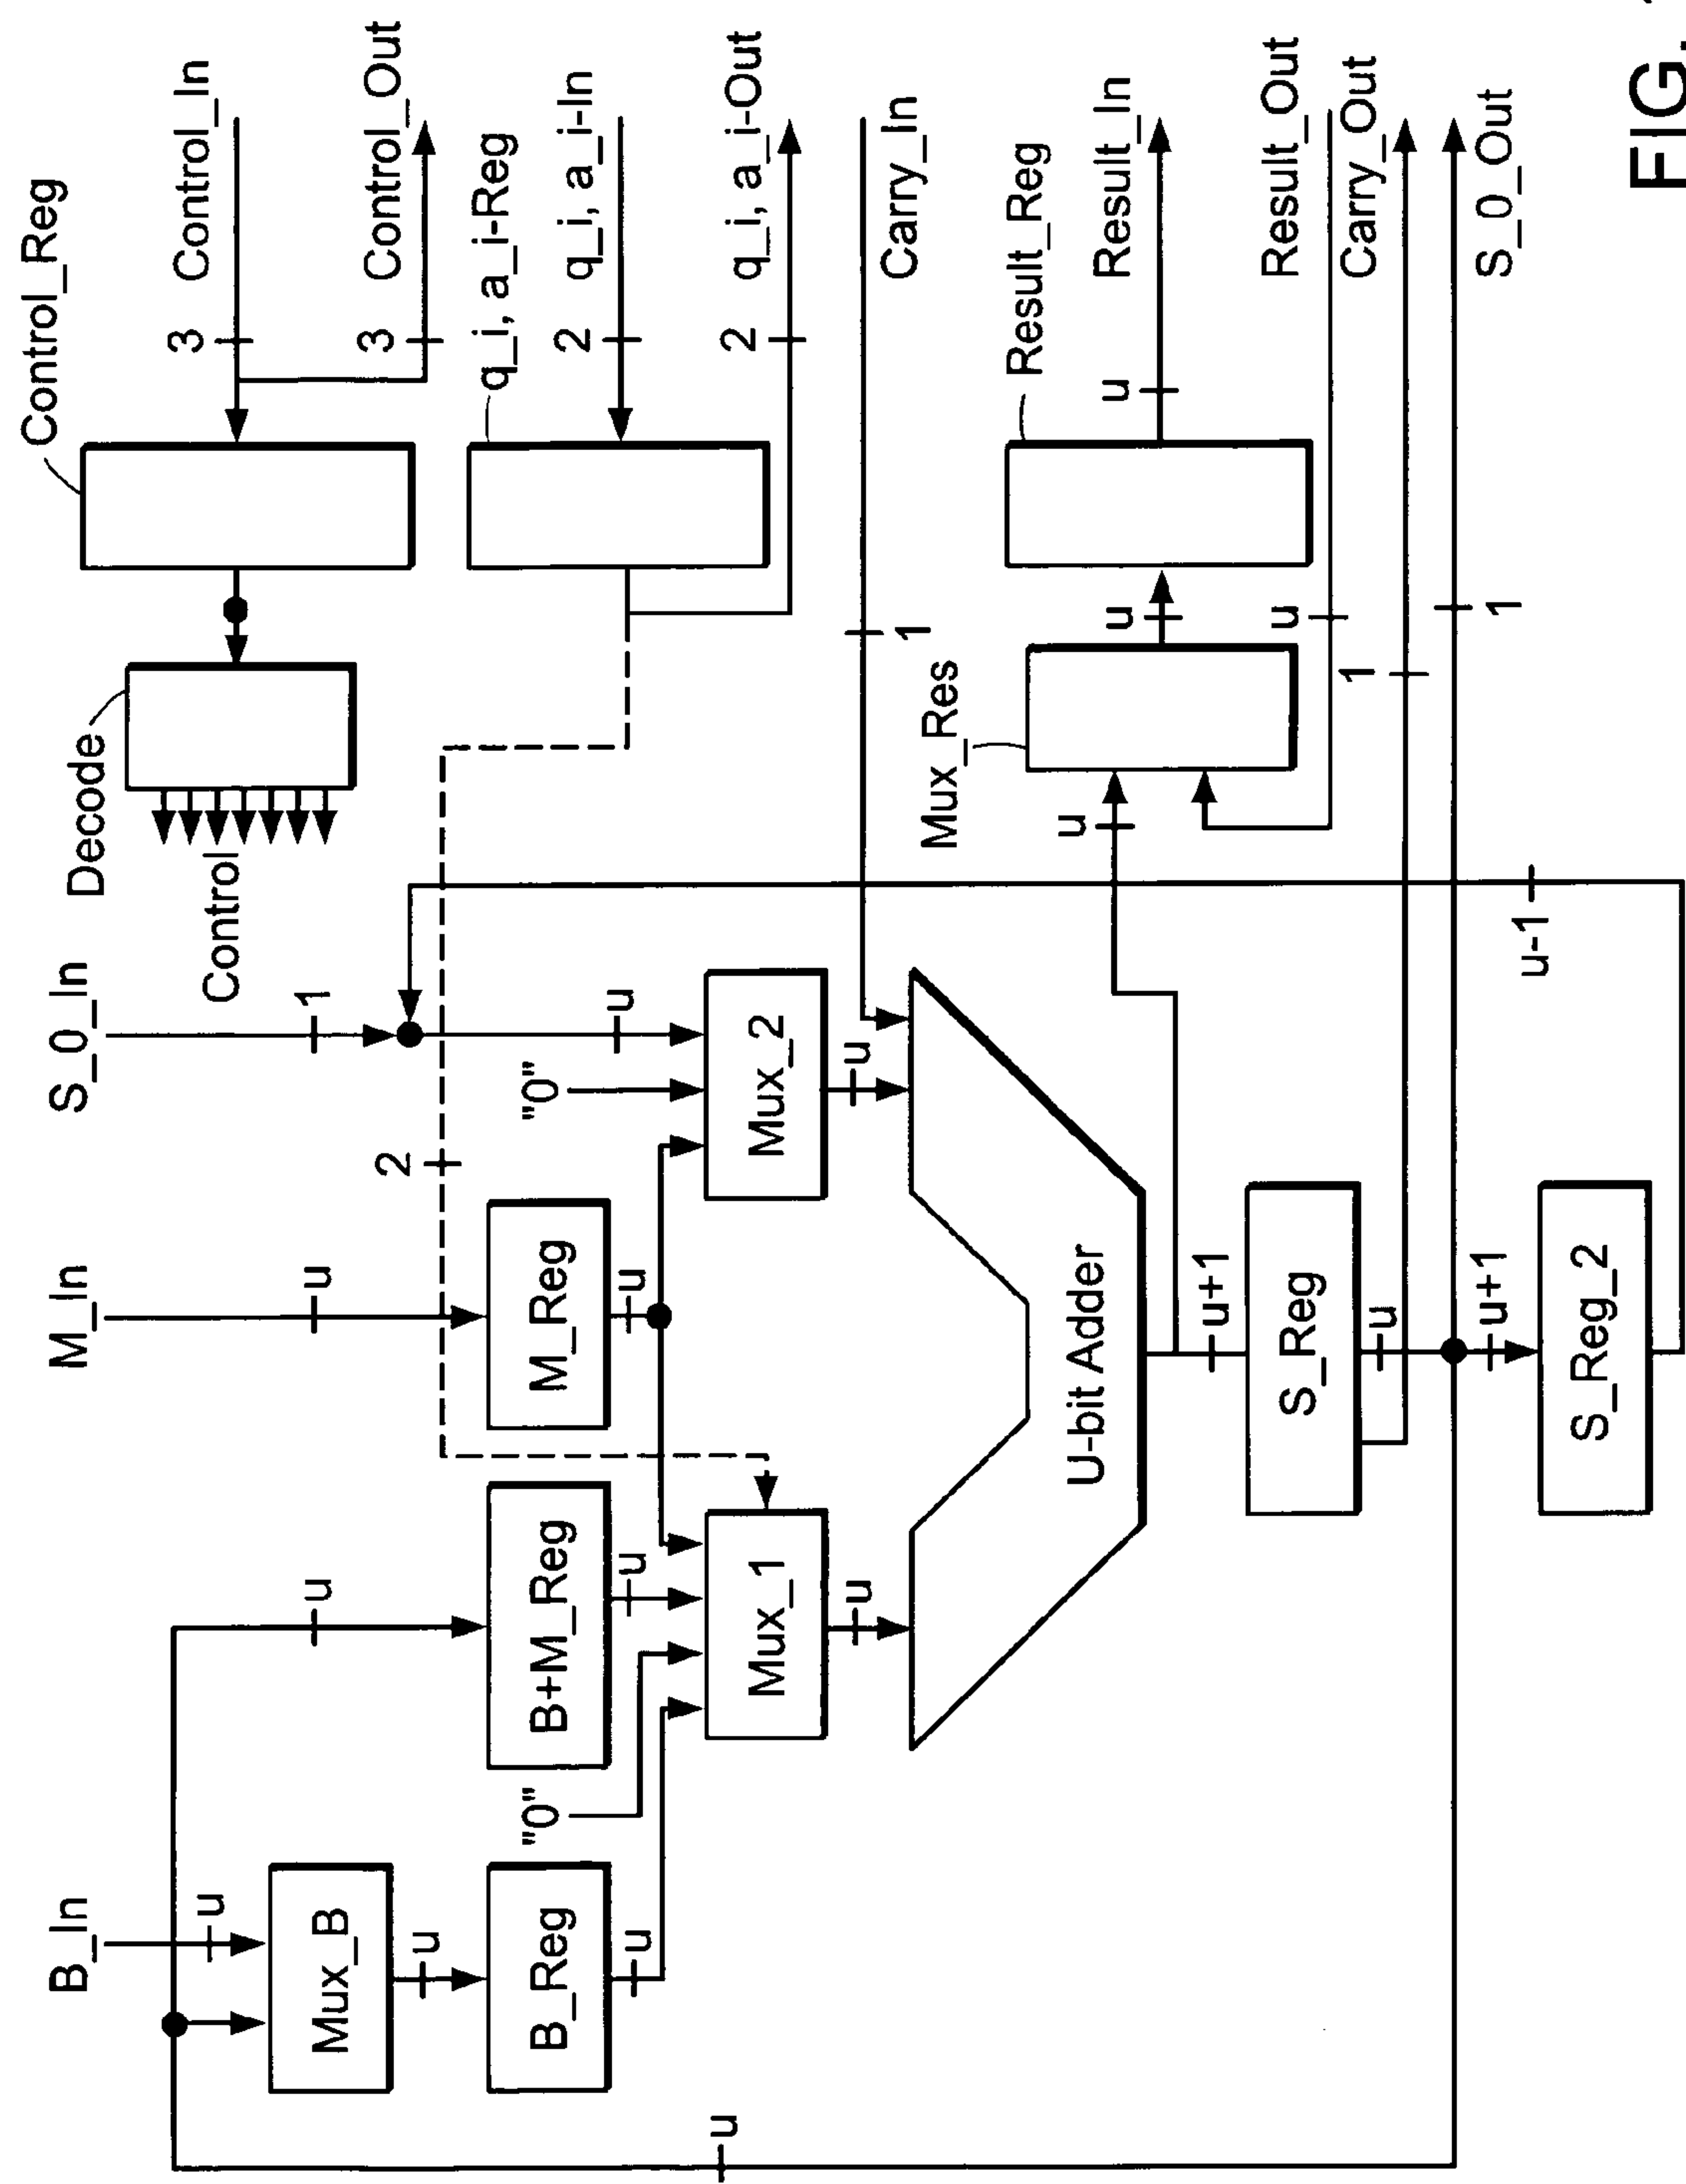 B_In
M_In
S_0_In
Control_Reg
Decode
Control
3
Control_In
3
Control_Out
u
u
u
1
Mux_B
u
2
q_i, a_i-Reg
2
q_i, a_i-In
2
q_i, a_i-Out
B_Reg
"0"
B+M_Reg
M_Reg
"0"
u
u
u
u
u
Mux_1
Mux_2
u
u
1
Carry_In
U-bit Adder
Mux_Res
u
u
Result_Reg
u
Result_In
u+1
S_Reg
u
u
Result_Out
1
Carry_Out
1
S_0_Out
u+1
u-1
S_Reg_2
FIG.